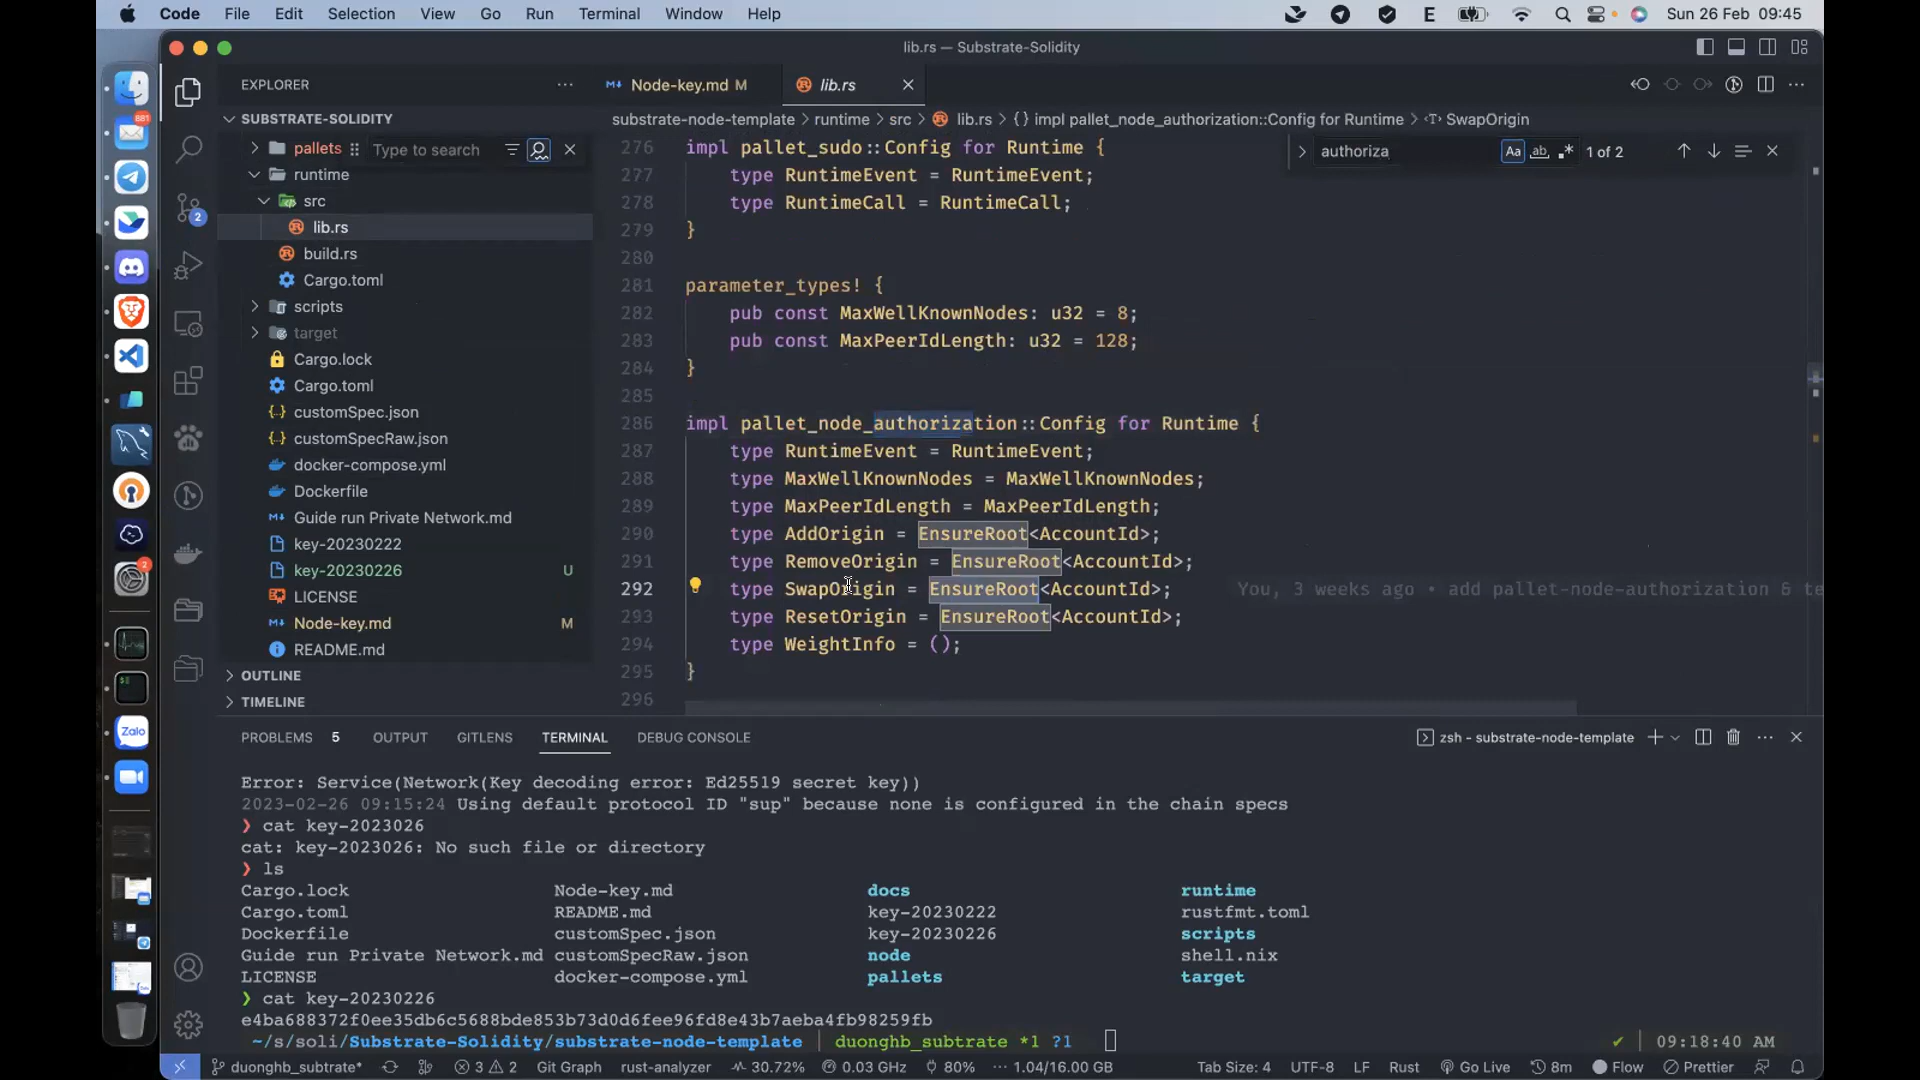 Code File Edit Selection View Go Run Terminal Window Help
E
Sun 26 Feb 09:45
lib.rs — Substrate-Solidity
EXPLORER
Node-key.md M
lib.rs
SUBSTRATE-SOLIDITY
substrate-node-template > runtime > src > lib.rs > {} impl pallet_node_authorization::Config for Runtime > SwapOrigin
pallets
Type to search
authoriza
Aa
ab
1 of 2
runtime
src
lib.rs
build.rs
Cargo.toml
scripts
target
Cargo.lock
Cargo.toml
customSpec.json
customSpecRaw.json
docker-compose.yml
Dockerfile
Guide run Private Network.md
key-20230222
key-20230226 U
LICENSE
Node-key.md M
README.md
OUTLINE
TIMELINE
276 impl pallet_sudo::Config for Runtime {
277 type RuntimeEvent = RuntimeEvent;
278 type RuntimeCall = RuntimeCall;
279 }
280
281 parameter_types! {
282 pub const MaxWellKnownNodes: u32 = 8;
283 pub const MaxPeerIdLength: u32 = 128;
284 }
285
286 impl pallet_node_authorization::Config for Runtime {
287 type RuntimeEvent = RuntimeEvent;
288 type MaxWellKnownNodes = MaxWellKnownNodes;
289 type MaxPeerIdLength = MaxPeerIdLength;
290 type AddOrigin = EnsureRoot<AccountId>;
291 type RemoveOrigin = EnsureRoot<AccountId>;
292 type SwapOrigin = EnsureRoot<AccountId>; You, 3 weeks ago • add pallet-node-authorization & te
293 type ResetOrigin = EnsureRoot<AccountId>;
294 type WeightInfo = ();
295 }
296
881
2
2
Zalo
PROBLEMS 5 OUTPUT GITLENS TERMINAL DEBUG CONSOLE
zsh - substrate-node-template
Error: Service(Network(Key decoding error: Ed25519 secret key))
2023-02-26 09:15:24 Using default protocol ID "sup" because none is configured in the chain specs
❯ cat key-2023026
cat: key-2023026: No such file or directory
❯ ls
Cargo.lock Node-key.md docs runtime
Cargo.toml README.md key-20230222 rustfmt.toml
Dockerfile customSpec.json key-20230226 scripts
Guide run Private Network.md customSpecRaw.json node shell.nix
LICENSE docker-compose.yml pallets target
❯ cat key-20230226
e4ba688372f0ee35db6c5688bde853b73d0d6fee96fd8e43b7aeba4fb98259fb
~/s/soli/Substrate-Solidity/substrate-node-template | duonghb_subtrate *1 ?1
✔ | 09:18:40 AM
duonghb_subtrate* 3 2 Git Graph rust-analyzer 30.72% 0.03 GHz 80% 1.04/16.00 GB Tab Size: 4 UTF-8 LF Rust Go Live 8m Flow Prettier